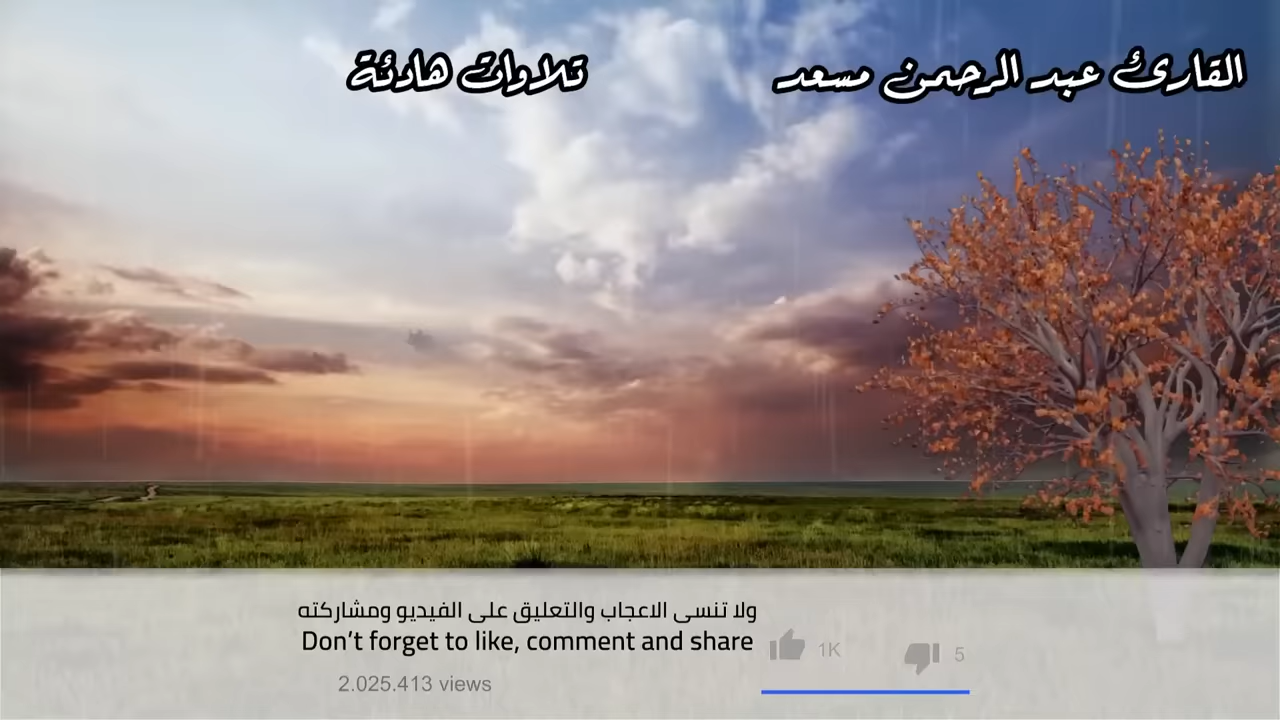 القارئ عبد الرحمن مسعد
تلاوات هادئة
ولا تنسى الاعجاب والتعليق على الفيديو ومشاركته
Don't forget to like, comment and share
1K
5
2.025.413 views